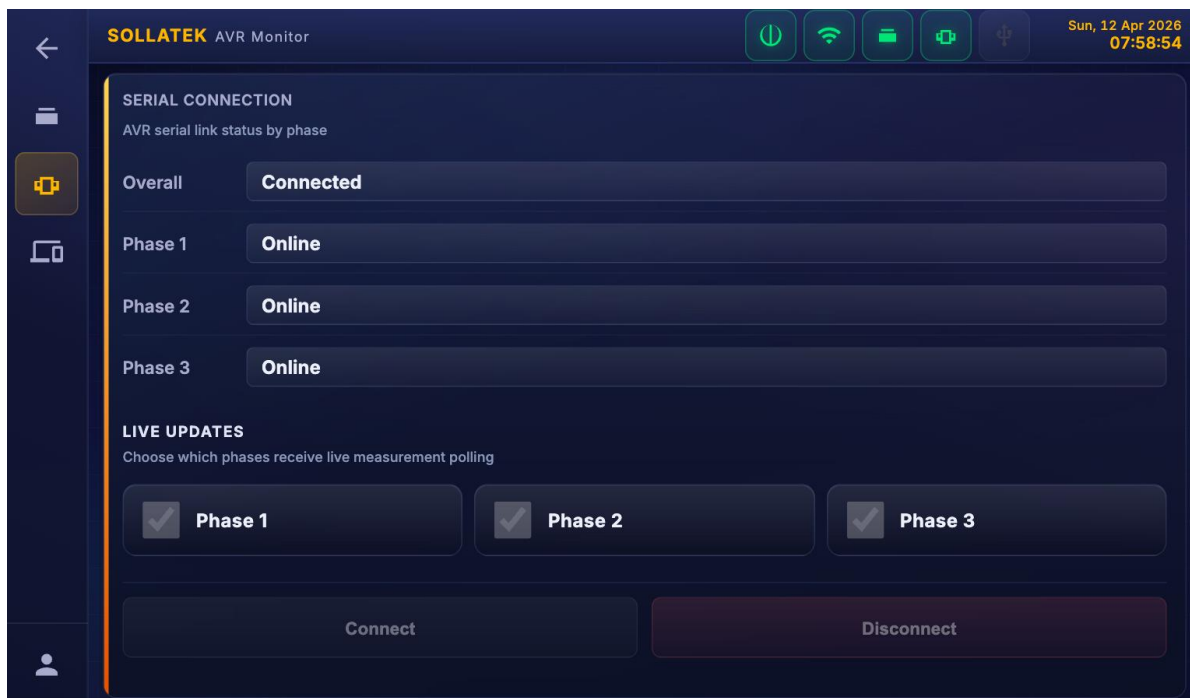 SOLLATEK AVR Monitor
Sun, 12 Apr 2026
07:58:54
SERIAL CONNECTION
AVR serial link status by phase
Overall Connected
Phase 1 Online
Phase 2 Online
Phase 3 Online
LIVE UPDATES
Choose which phases receive live measurement polling
Phase 1 Phase 2 Phase 3
Connect Disconnect